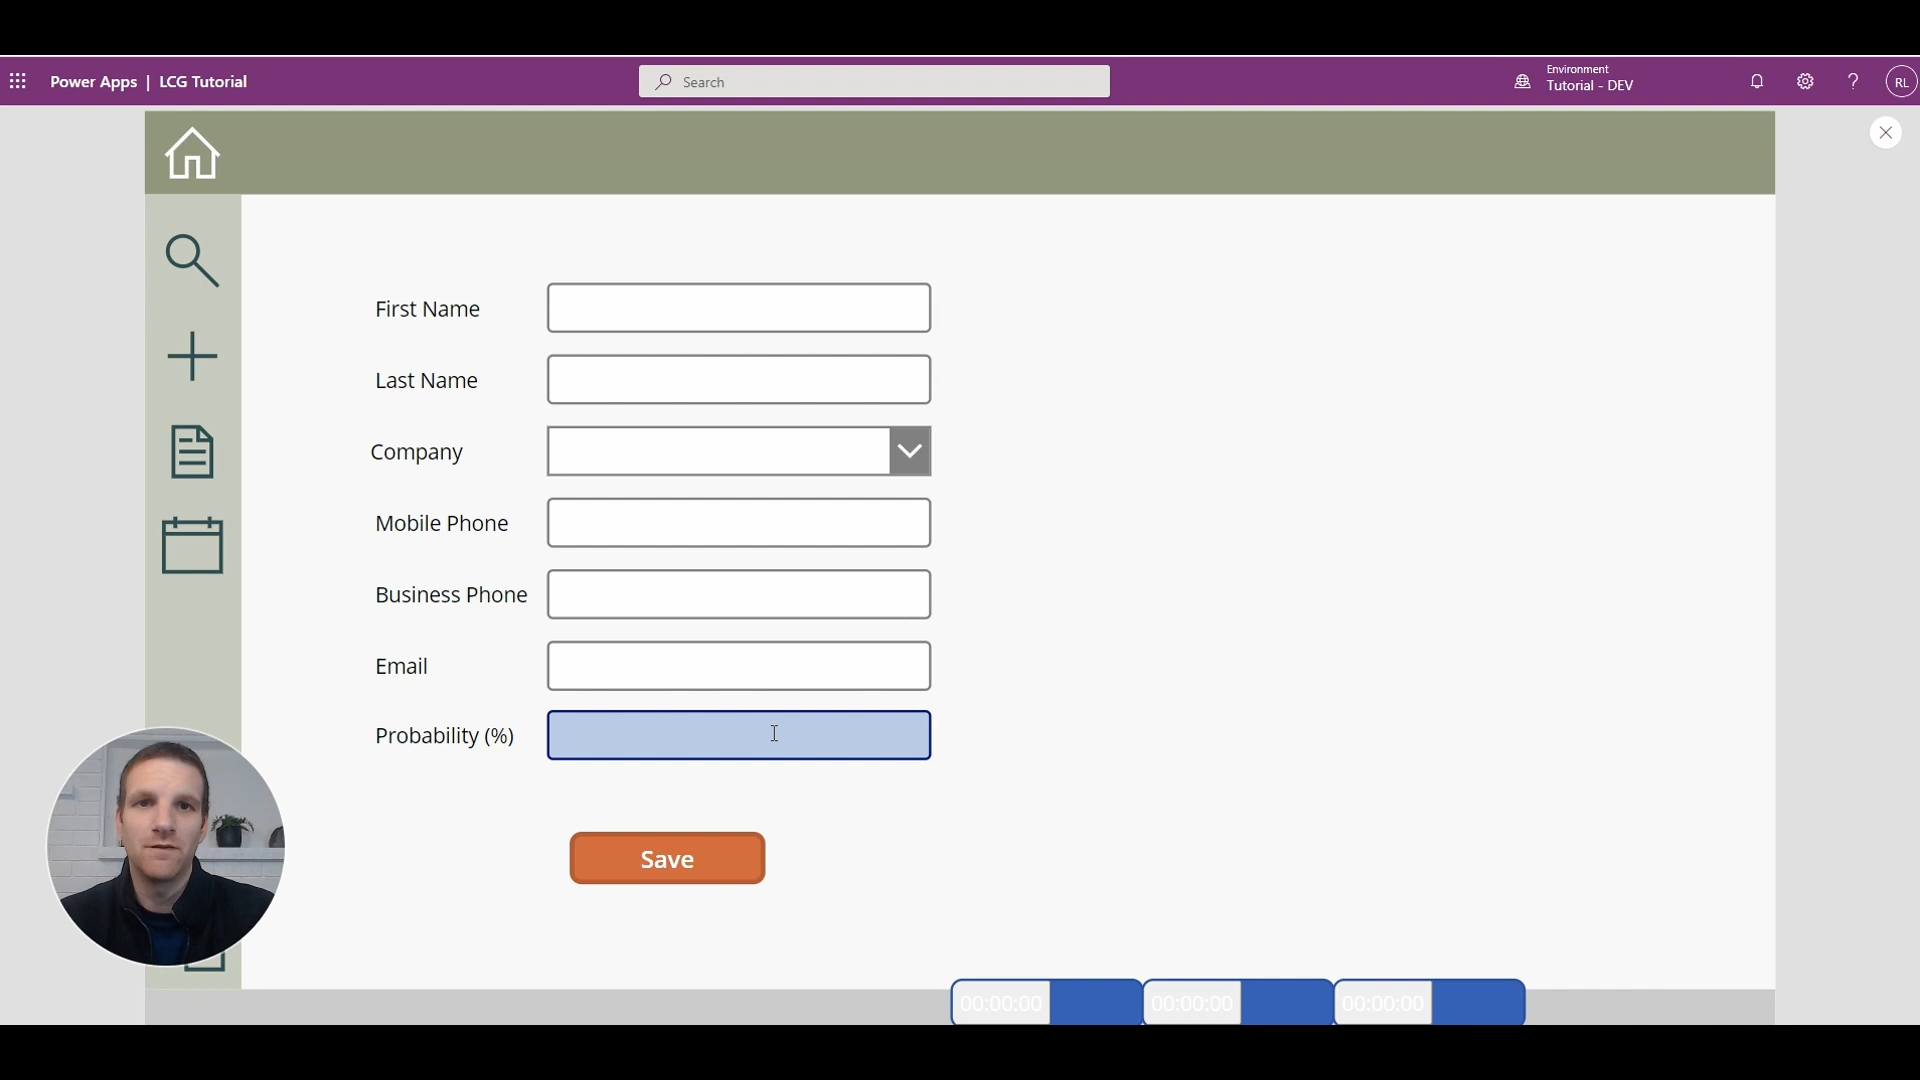 Power Apps | LCG Tutorial
Search
Environment
Tutorial - DEV
?
RL
First Name
Last Name
Company
Mobile Phone
Business Phone
Email
Probability (%)
Save
00:00:00 00:00:00 00:00:00